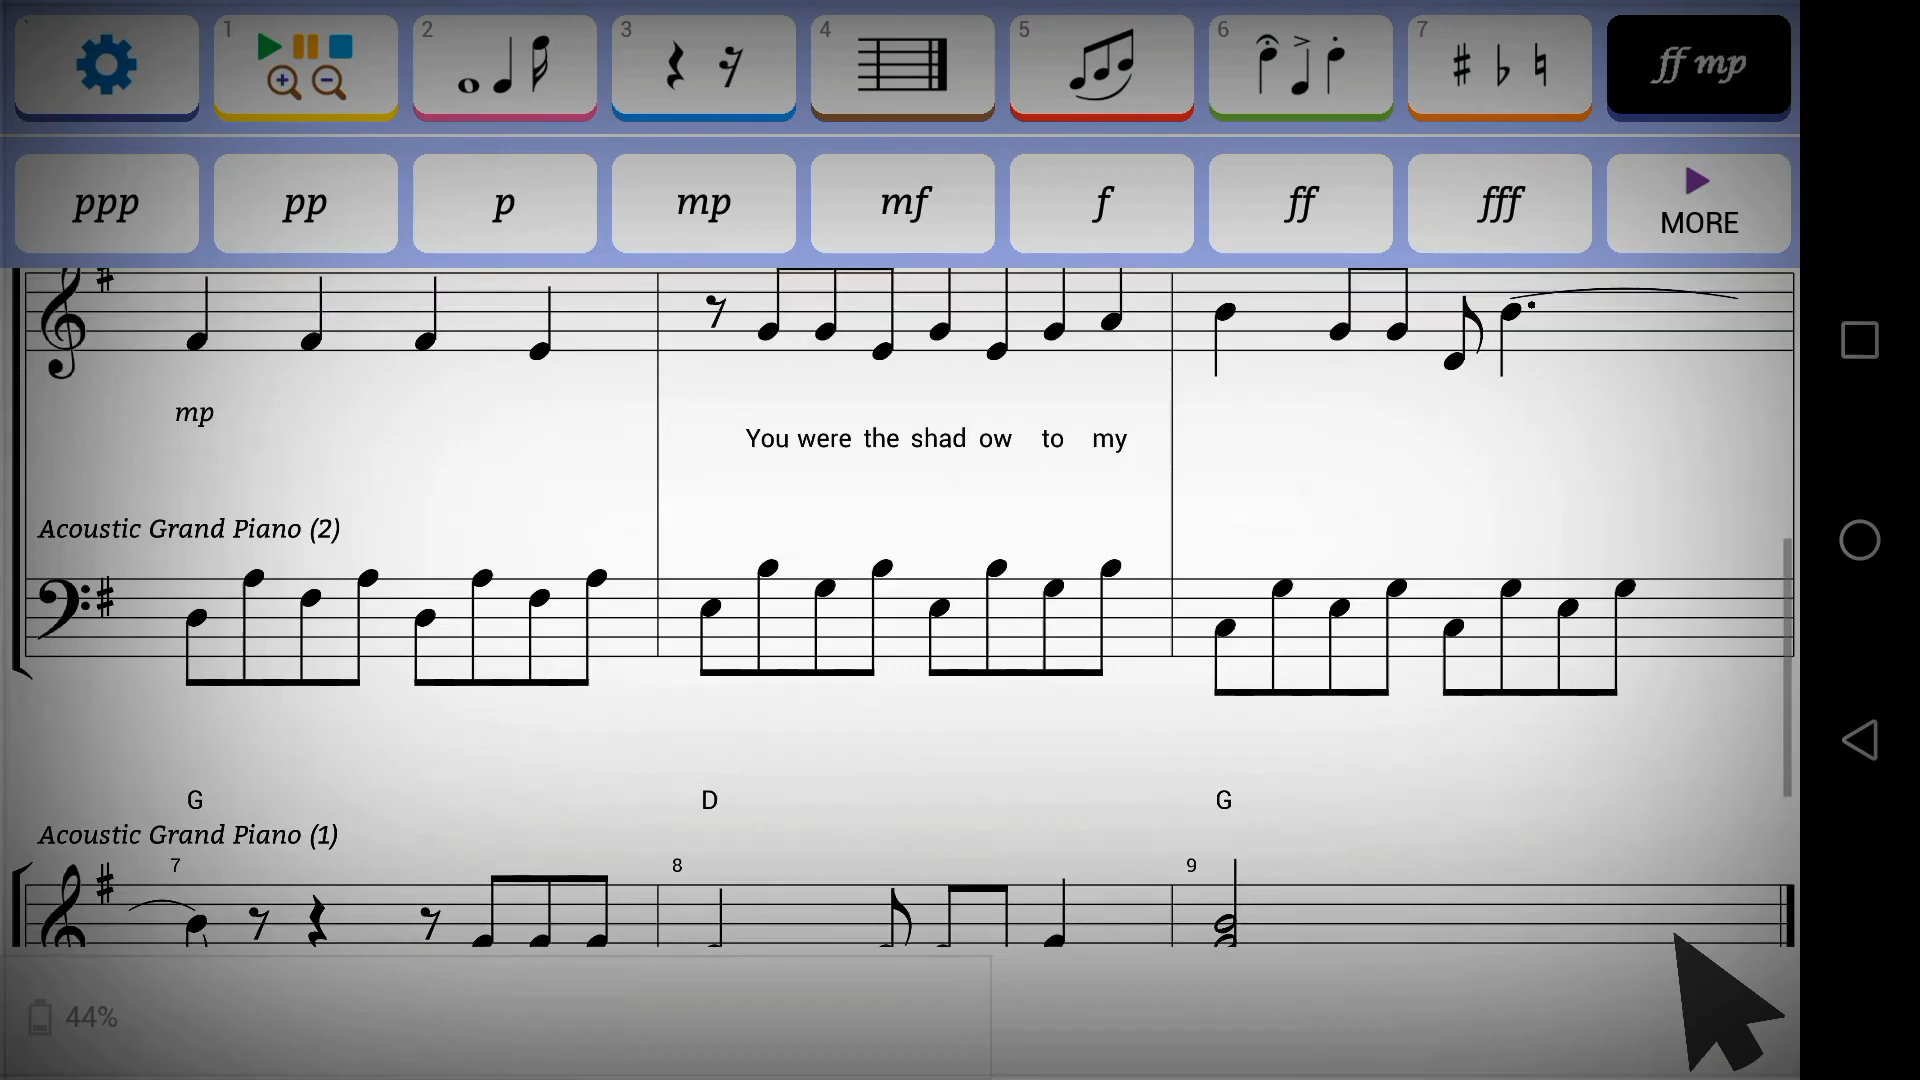 1 2 3 4 5 6 7 ff mp
ppp pp p mp mf f ff fff MORE
mp
You were the shad ow to my
Acoustic Grand Piano (2)
G D G
Acoustic Grand Piano (1)
7 8 9
44%